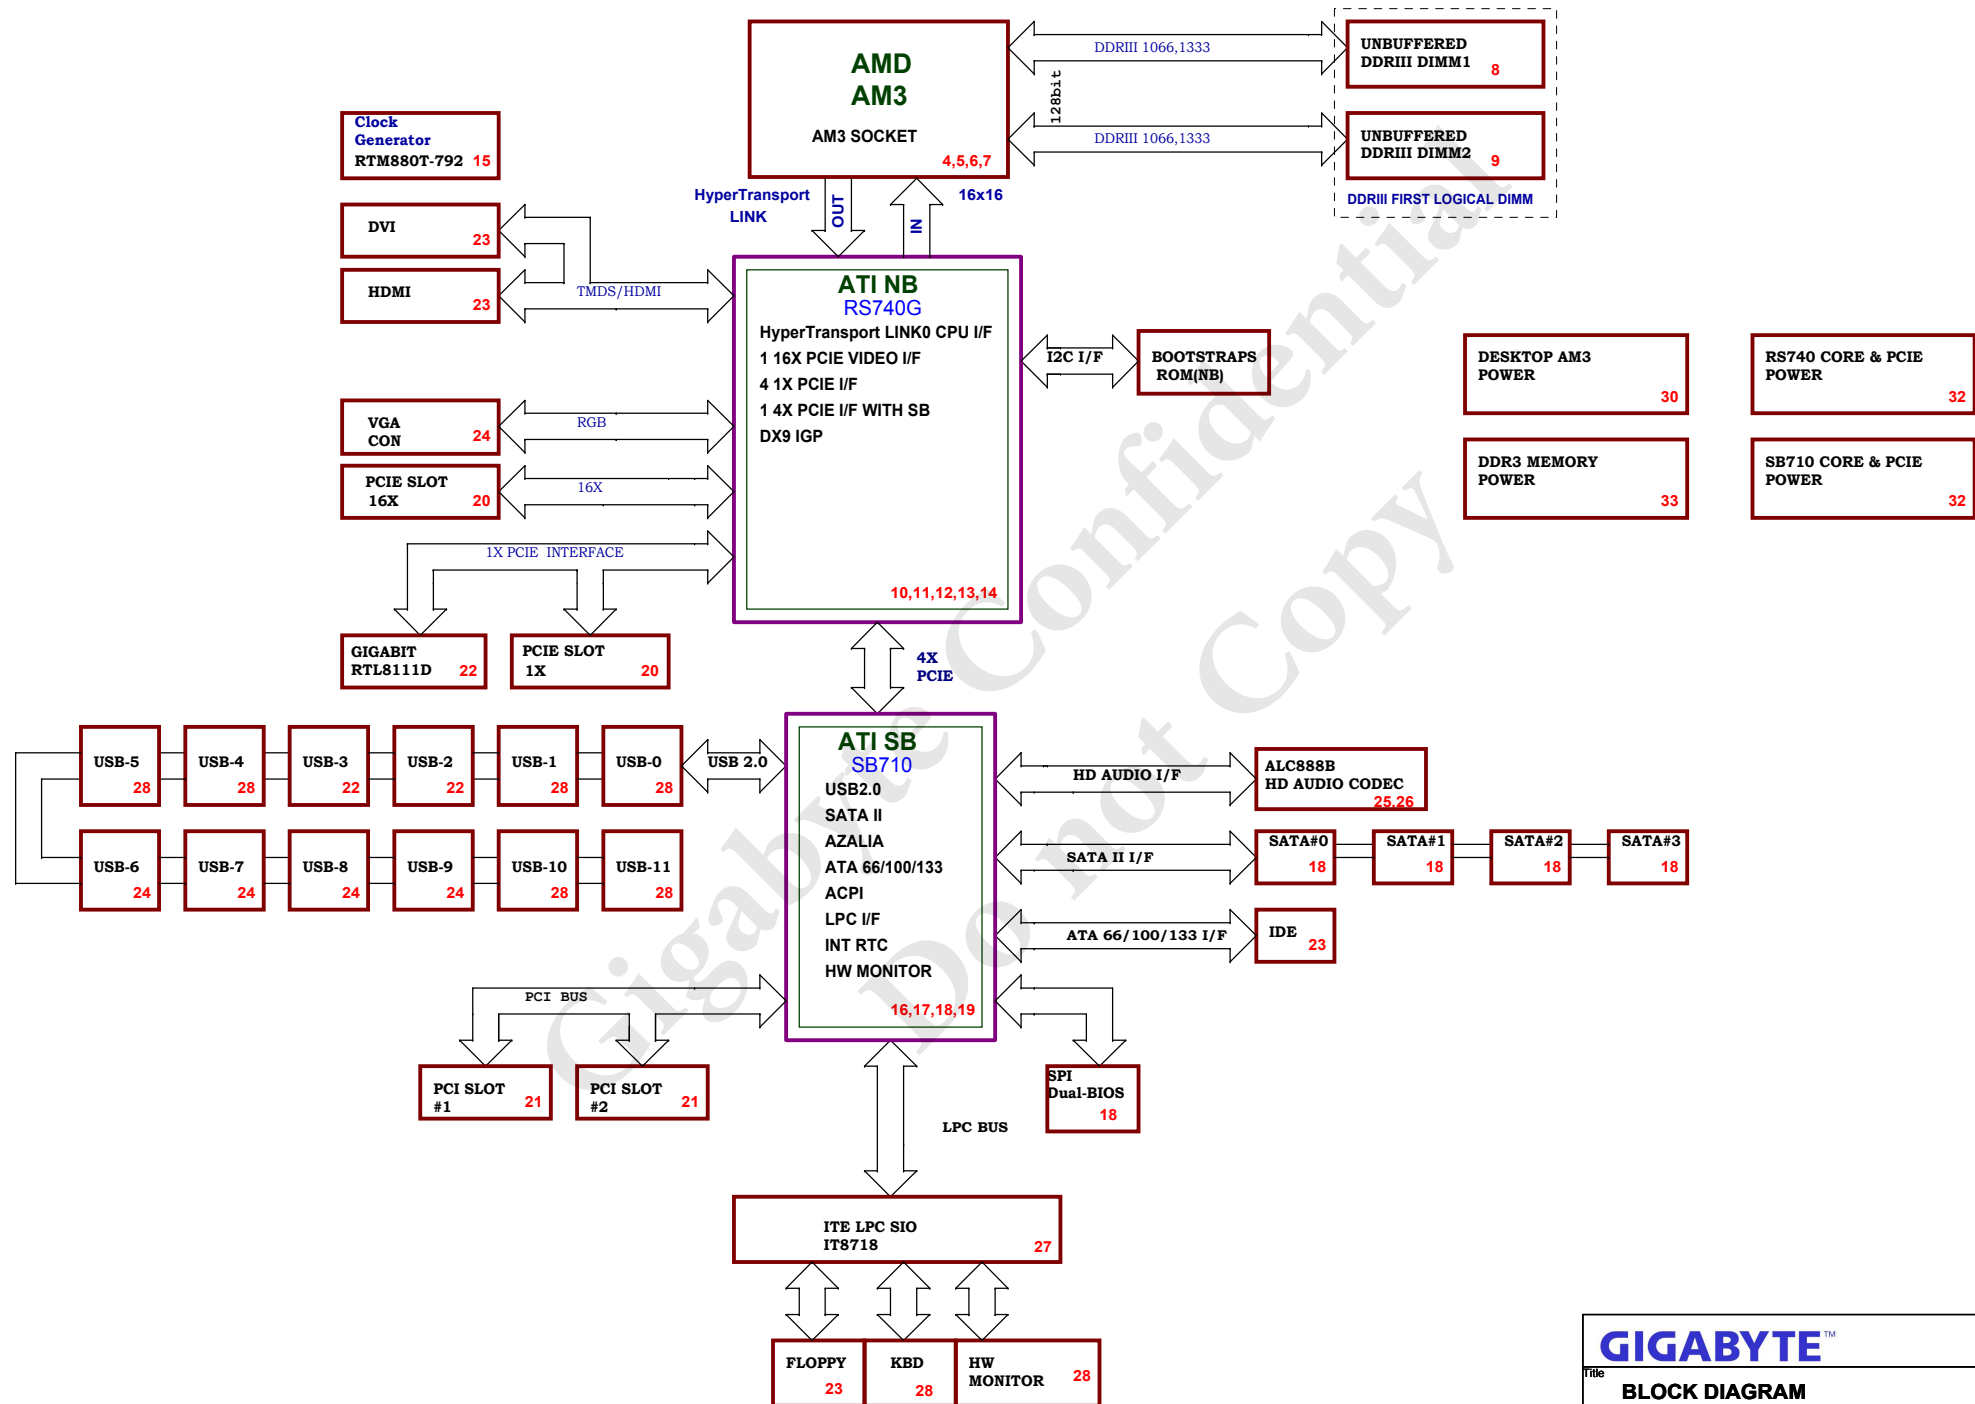 AMD
AM3
AM3 SOCKET
4,5,6,7
DDRIII 1066,1333
128bit
DDRIII 1066,1333
UNBUFFERED
DDRIII DIMM1
8
UNBUFFERED
DDRIII DIMM2
9
DDRIII FIRST LOGICAL DIMM
Clock
Generator
RTM880T-792 15
HyperTransport
LINK
OUT
IN
16x16
DVI
23
HDMI
23
TMDS/HDMI
ATI NB
RS740G
HyperTransport LINK0 CPU I/F
1 16X PCIE VIDEO I/F
4 1X PCIE I/F
1 4X PCIE I/F WITH SB
DX9 IGP
10,11,12,13,14
I2C I/F
BOOTSTRAPS
ROM(NB)
DESKTOP AM3
POWER
30
RS740 CORE & PCIE
POWER
32
DDR3 MEMORY
POWER
33
SB710 CORE & PCIE
POWER
32
VGA
CON
24
RGB
PCIE SLOT
16X
20
16X
1X PCIE INTERFACE
GIGABIT
RTL8111D
22
PCIE SLOT
1X
20
4X
PCIE
USB-5
28
USB-4
28
USB-3
22
USB-2
22
USB-1
28
USB-0
28
USB 2.0
USB-6
24
USB-7
24
USB-8
24
USB-9
24
USB-10
28
USB-11
28
ATI SB
SB710
USB2.0
SATA II
AZALIA
ATA 66/100/133
ACPI
LPC I/F
INT RTC
HW MONITOR
16,17,18,19
HD AUDIO I/F
ALC888B
HD AUDIO CODEC
25,26
SATA II I/F
SATA#0
18
SATA#1
18
SATA#2
18
SATA#3
18
ATA 66/100/133 I/F
IDE
23
PCI BUS
PCI SLOT
#1
21
PCI SLOT
#2
21
SPI
Dual-BIOS
18
LPC BUS
ITE LPC SIO
IT8718
27
FLOPPY
23
KBD
28
HW
MONITOR
28
Gigabyte Confidential
Do not Copy
GIGABYTE™
Title
BLOCK DIAGRAM